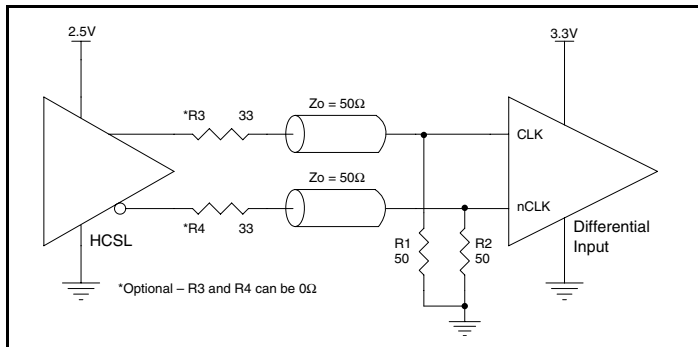 2.5V
3.3V
*R3 33
Zo = 50Ω
CLK
Zo = 50Ω
nCLK
HCSL
*R4 33
R1
50
R2
50
Differential
Input
*Optional – R3 and R4 can be 0Ω